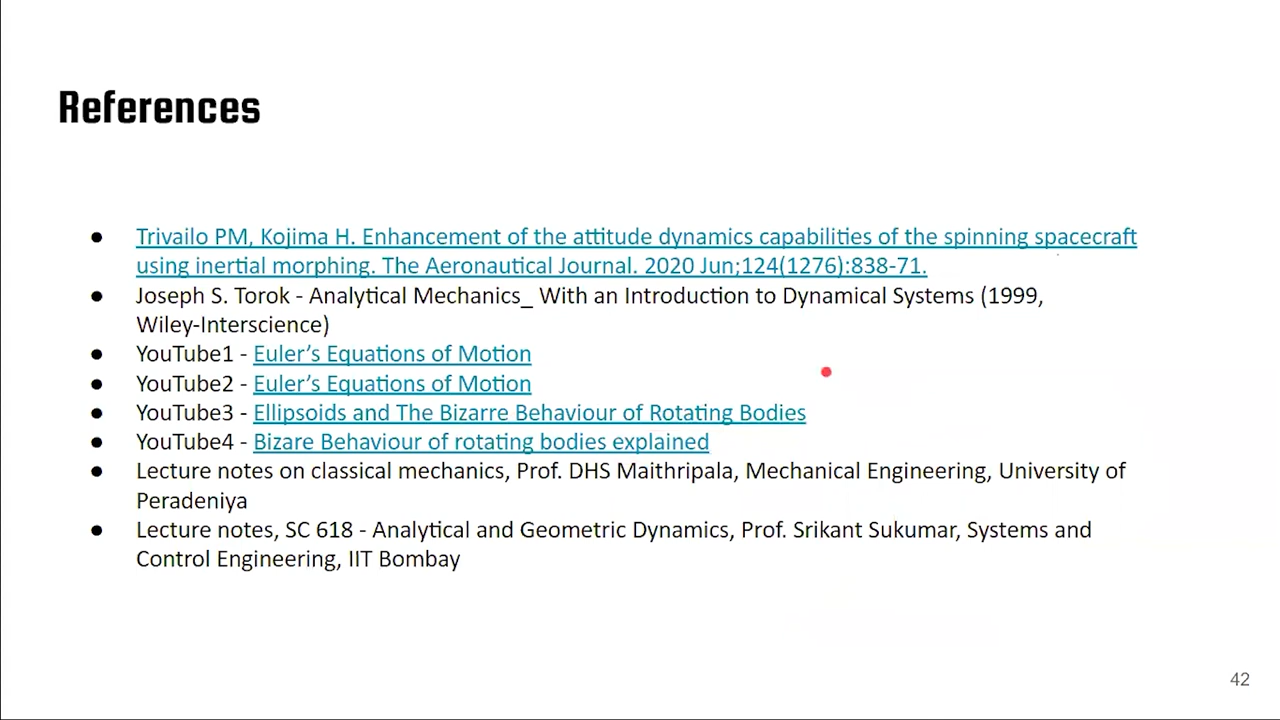 References
● Trivailo PM, Kojima H. Enhancement of the attitude dynamics capabilities of the spinning spacecraft
using inertial morphing. The Aeronautical Journal. 2020 Jun;124(1276):838-71.
● Joseph S. Torok - Analytical Mechanics_ With an Introduction to Dynamical Systems (1999,
Wiley-Interscience)
● YouTube1 - Euler’s Equations of Motion
● YouTube2 - Euler’s Equations of Motion
● YouTube3 - Ellipsoids and The Bizarre Behaviour of Rotating Bodies
● YouTube4 - Bizare Behaviour of rotating bodies explained
● Lecture notes on classical mechanics, Prof. DHS Maithripala, Mechanical Engineering, University of
Peradeniya
● Lecture notes, SC 618 - Analytical and Geometric Dynamics, Prof. Srikant Sukumar, Systems and
Control Engineering, IIT Bombay
42